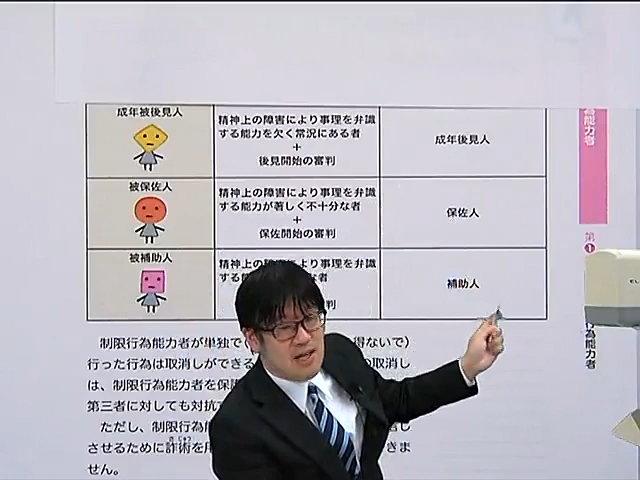 成年被後見人
精神上の障害により事理を弁識
する能力を欠く常況にある者
+
後見開始の審判
成年後見人
被保佐人
精神上の障害により事理を弁識
する能力が著しく不十分な者
+
保佐開始の審判
保佐人
被補助人
精神上の
により事理を弁識
する能
な者
判
補助人
制限行為能力者が単独で(
得ないで)
行った行為は取消しができる
の取消し
は、制限行為能力者を保
第三者に対しても対抗
ただし、制限行為能
させるために詐術を用
きま
せん。
為能力者
第1
行為能力者